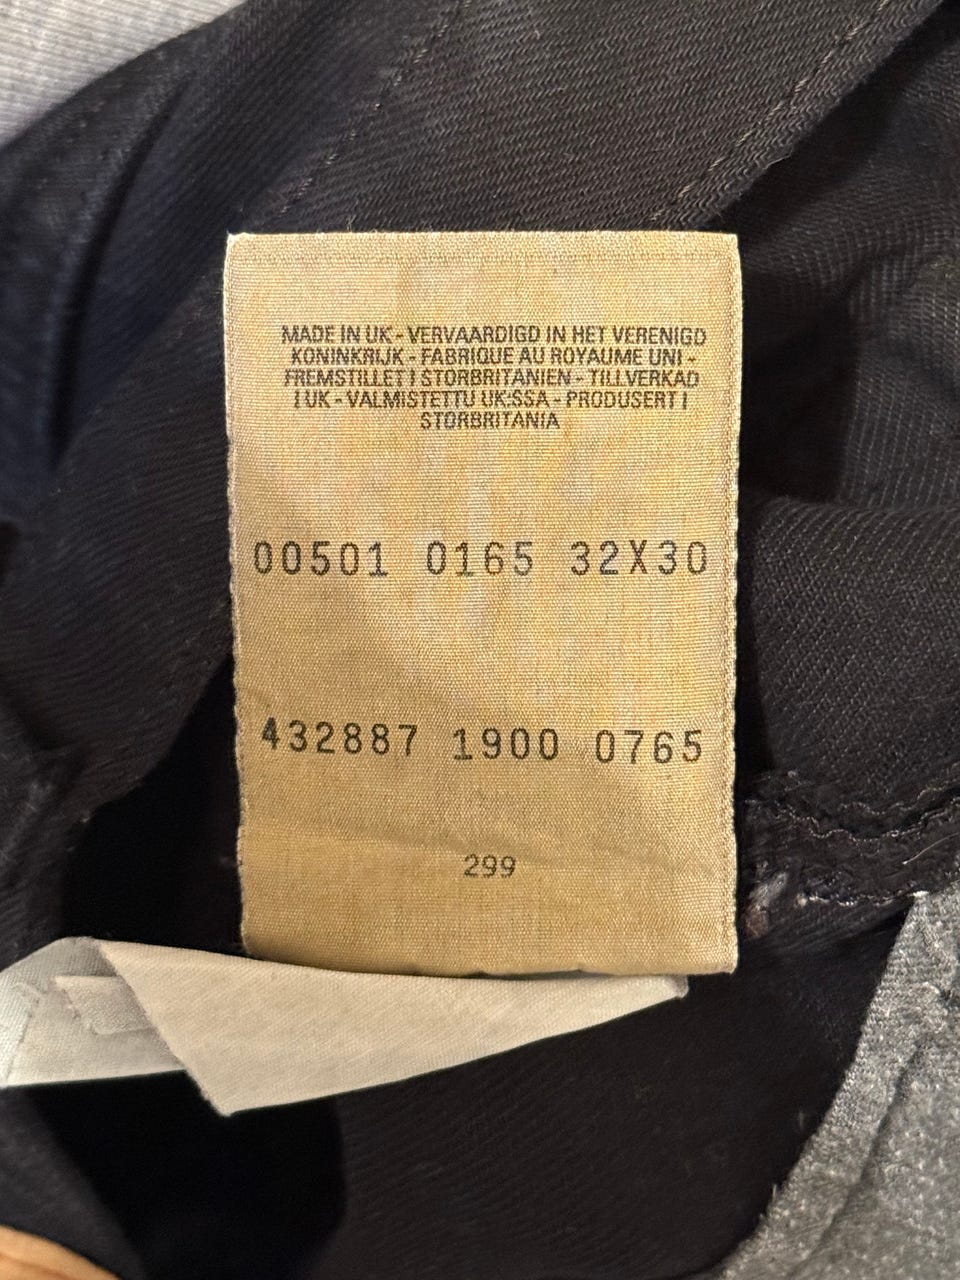 MADE IN UK - VERVAARDIGD IN HET VERENIGD
KONINKRIJK - FABRIQUE AU ROYAUME UNI -
FREMSTILLET I STORBRITANIEN - TILLVERKAD
I UK - VALMISTETTU UK:SSA - PRODUSERT I
STORBRITANIA
00501 0165 32X30
432887 1900 0765
299